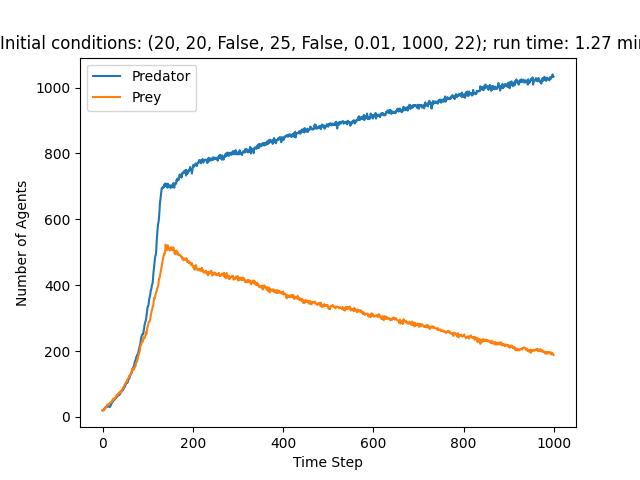 Initial conditions: (20, 20, False, 25, False, 0.01, 1000, 22); run time: 1.27 mi
Predator
Prey
Number of Agents
1000
800
600
400
200
0
0 200 400 600 800 1000
Time Step